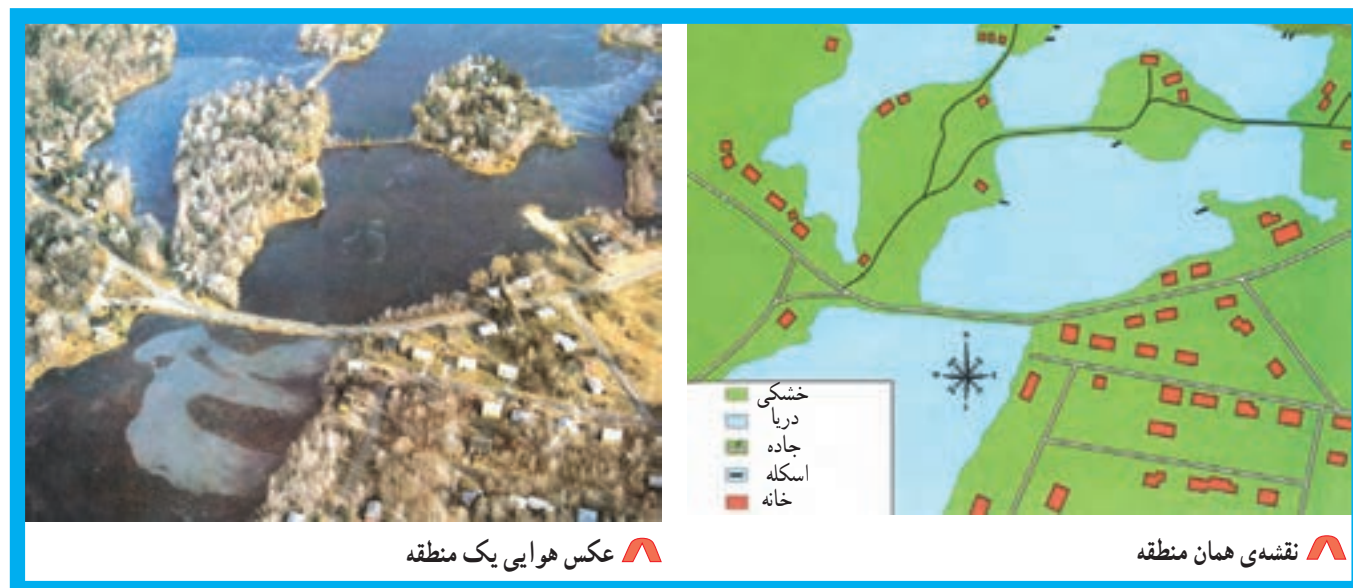 خشکی
دریا
جاده
اسکله
خانه
نقشه‌ی همان منطقه
عکس هوایی یک منطقه